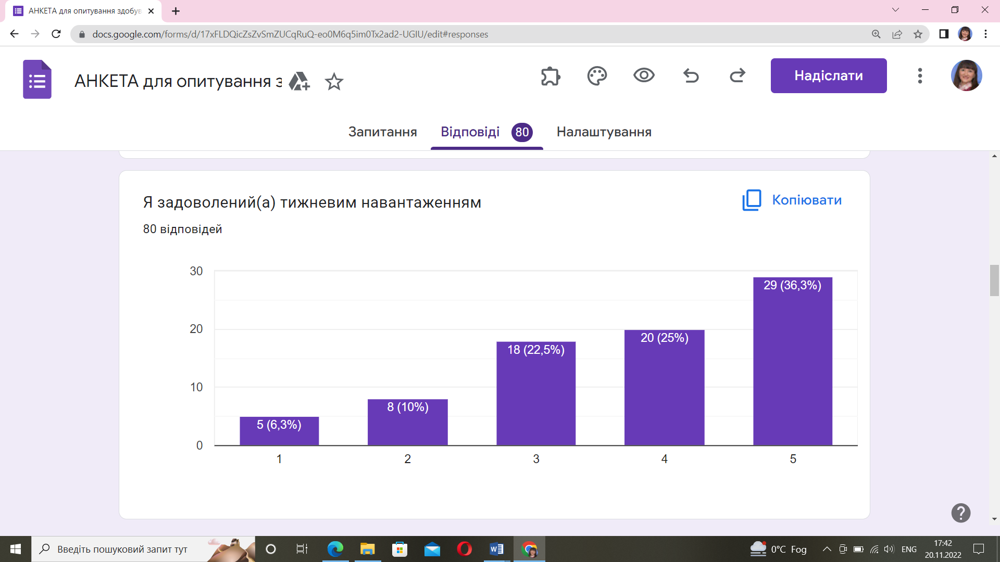 АНКЕТА для опитування здобув
docs.google.com/forms/d/17xFLDQicZsZvSmZUCqRuQ-eo0M6q5im0Tx2ad2-UGIU/edit#responses
АНКЕТА для опитування з
Надіслати
Запитання Відповіді 80 Налаштування
Я задоволений(а) тижневим навантаженням
Копіювати
80 відповідей
30
20
10
0
5 (6,3%)
8 (10%)
18 (22,5%)
20 (25%)
29 (36,3%)
1 2 3 4 5
Введіть пошуковий запит тут
0°C Fog
ENG
17:42
20.11.2022